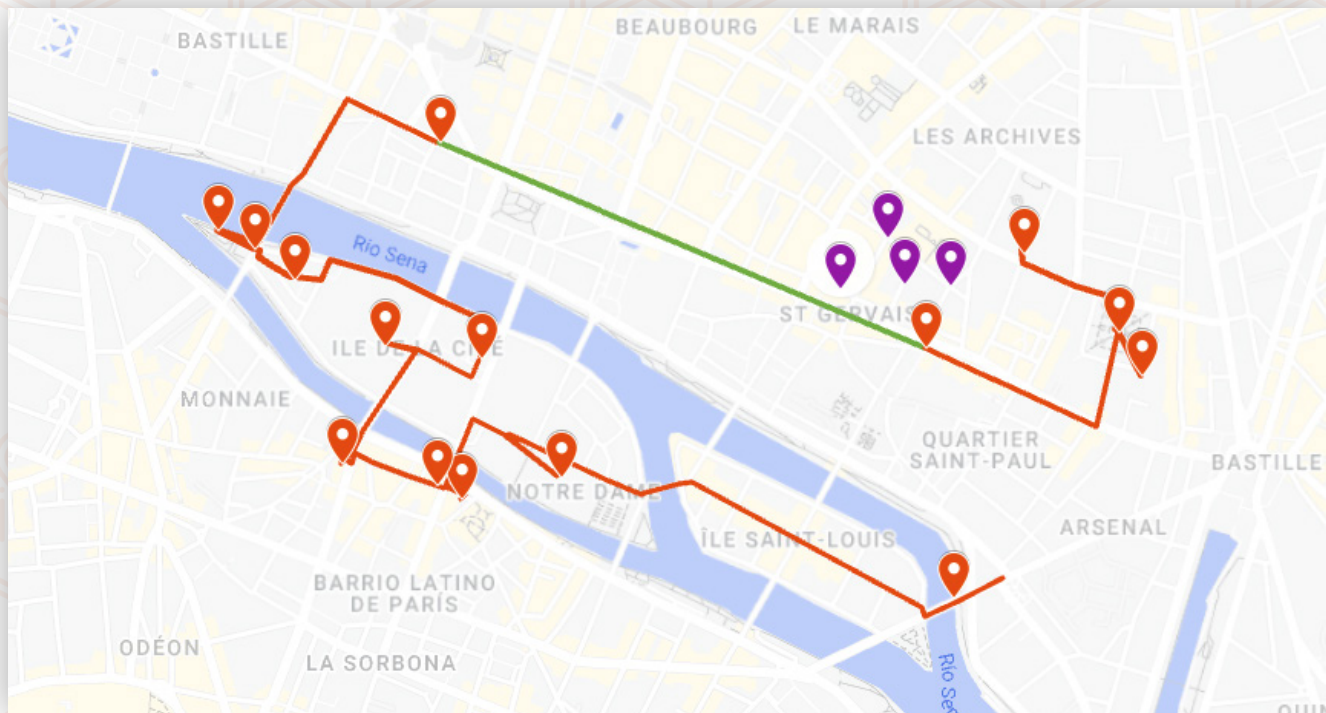 BEAUBOURG
LE MARAIS
BASTILLE
LES ARCHIVES
Río Sena
ST GERVAIS
ILE DE LA CITÉ
MONNAIE
QUARTIER
SAINT-PAUL
BASTILLE
NOTRE DAME
ARSENAL
ÎLE SAINT-LOUIS
BARRIO LATINO
DE PARÍS
ODÉON
LA SORBONA
Río Se
QUIN